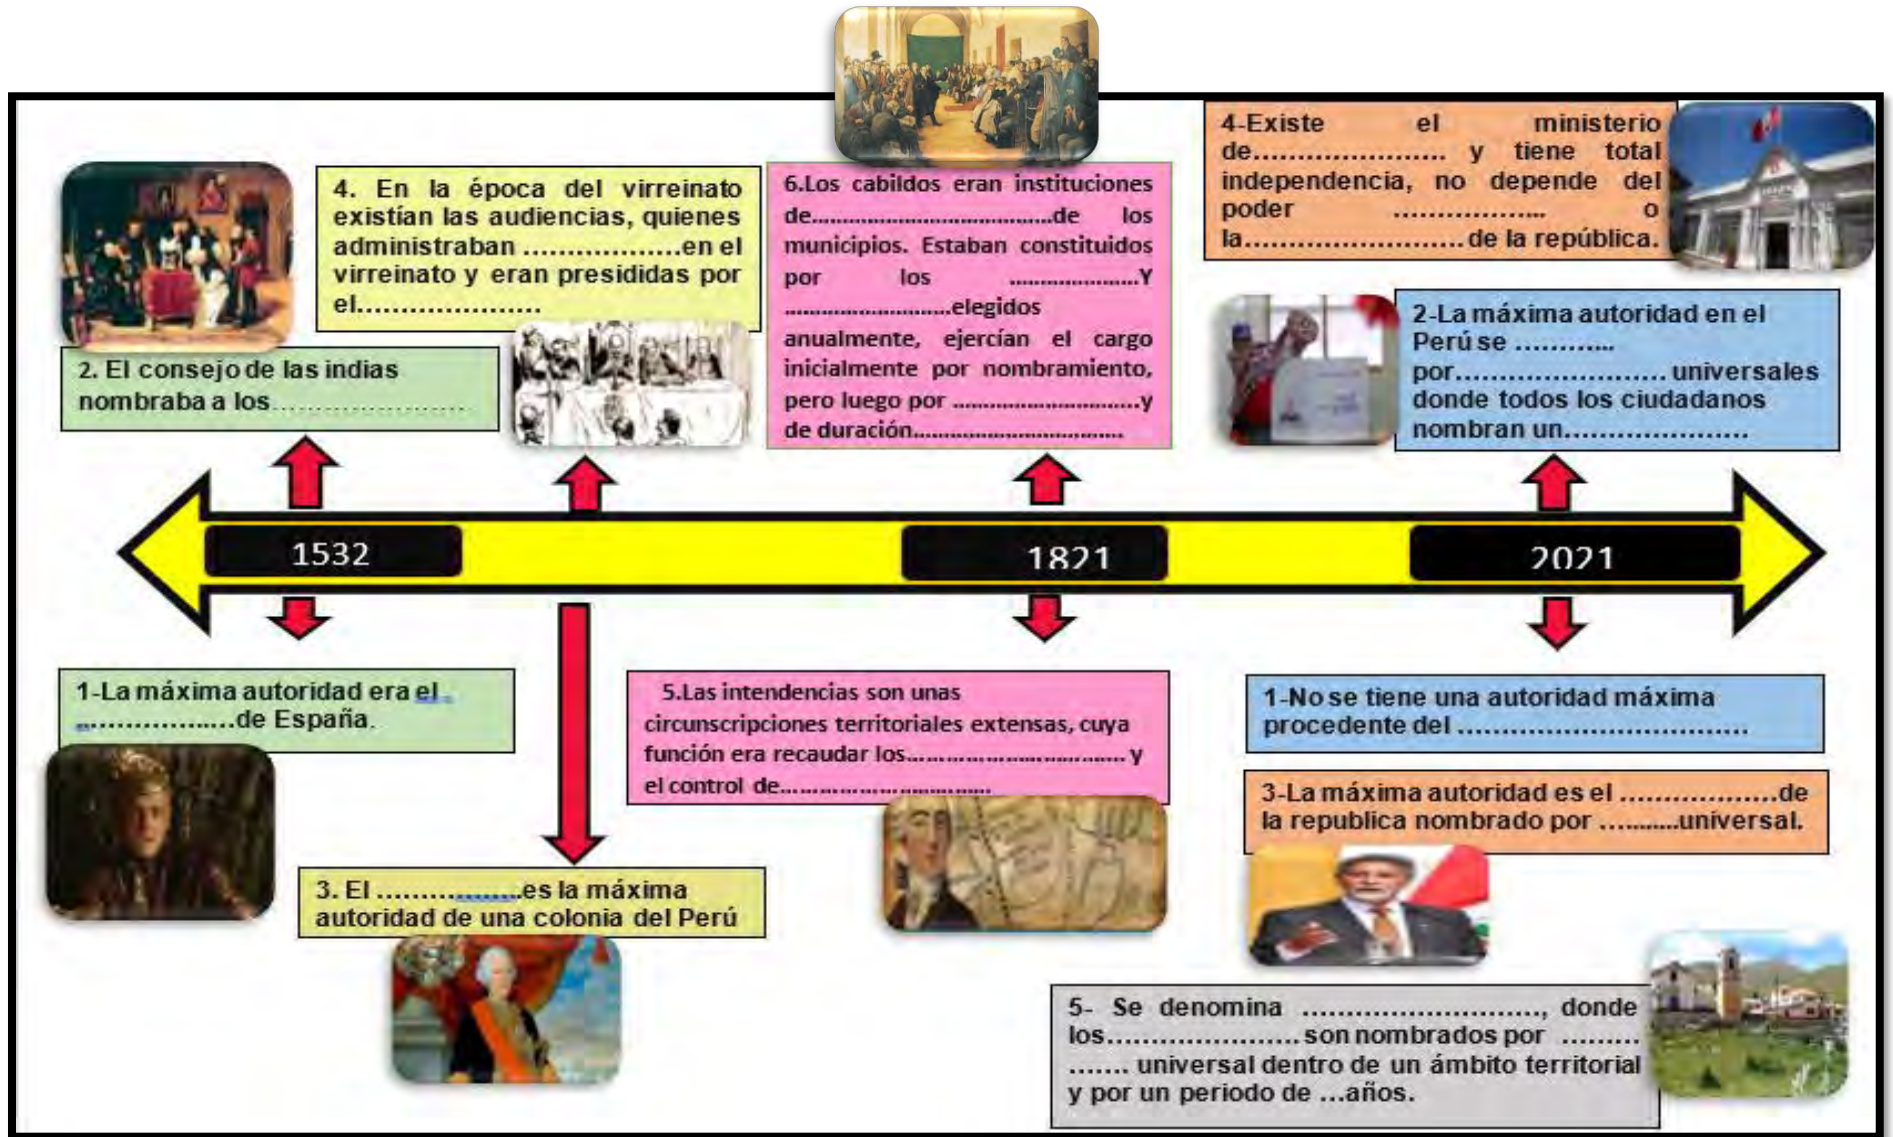 4. En la época del virreinato
existían las audiencias, quienes
administraban ………………en el
virreinato y eran presididas por
el…………………
2. El consejo de las indias
nombraba a los……………………
6.Los cabildos eran instituciones
de……………………………de los
municipios. Estaban constituidos
por los ………………Y
……………………elegidos
anualmente, ejercían el cargo
inicialmente por nombramiento,
pero luego por ………………………y
de duración…………………………
4-Existe el ministerio
de…………………… y tiene total
independencia, no depende del
poder ……………... o
la……………………de la república.
2-La máxima autoridad en el
Perú se …………
por…………………… universales
donde todos los ciudadanos
nombran un…………………
1532
1821
2021
1-La máxima autoridad era el
………………de España.
5.Las intendencias son unas
circunscripciones territoriales extensas, cuya
función era recaudar los………………………… y
el control de………………………
1-No se tiene una autoridad máxima
procedente del ……………………………
3-La máxima autoridad es el ………………de
la republica nombrado por ….......universal.
3. El ………………es la máxima
autoridad de una colonia del Perú
5- Se denomina ………………………, donde
los…………………… son nombrados por ………
……. universal dentro de un ámbito territorial
y por un periodo de …años.